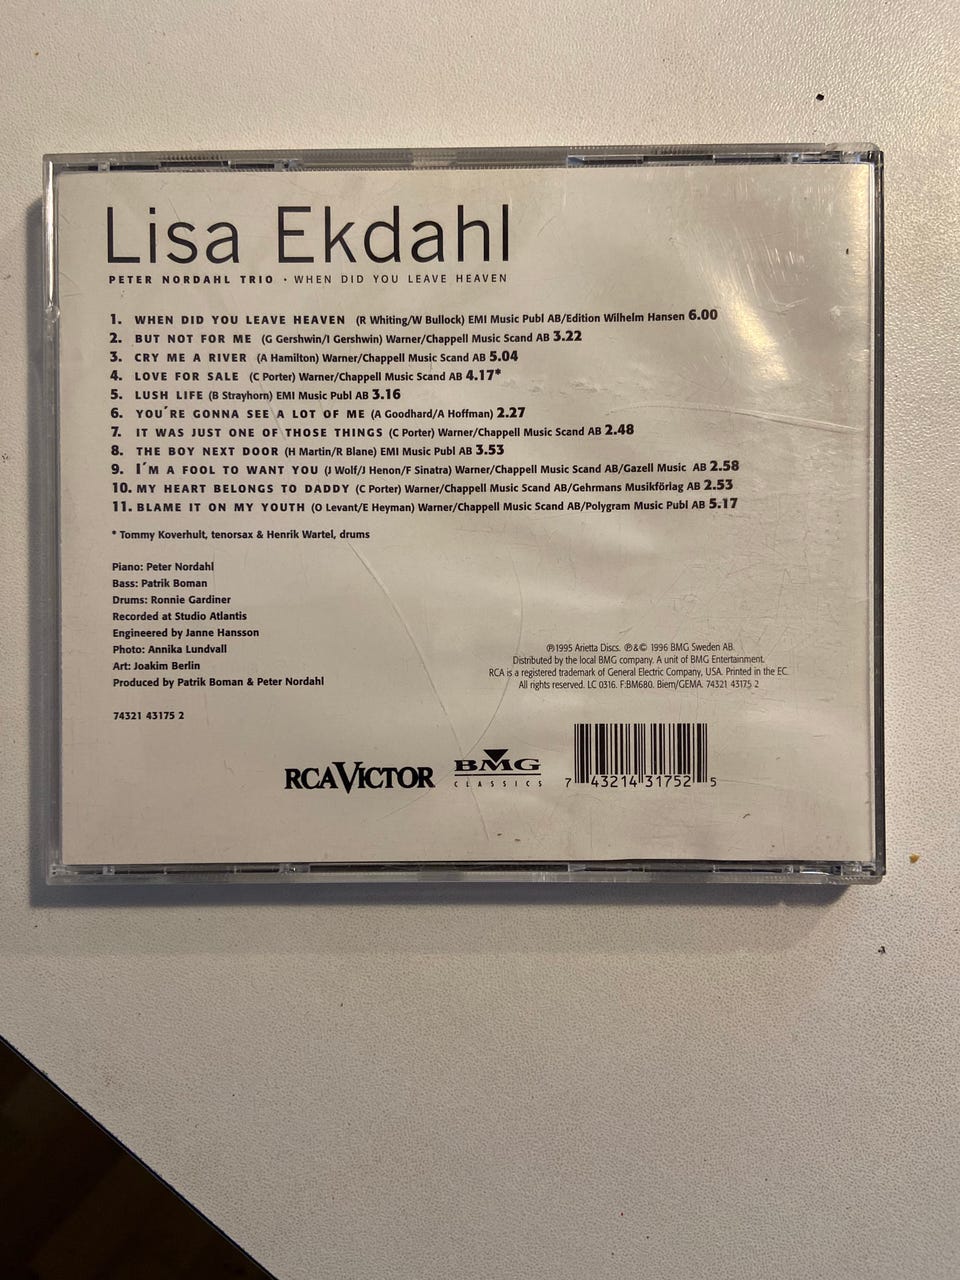 Lisa Ekdahl
PETER NORDAHL TRIO · WHEN DID YOU LEAVE HEAVEN
1. WHEN DID YOU LEAVE HEAVEN (R Whiting/W Bullock) EMI Music Publ AB/Edition Wilhelm Hansen 6.00
2. BUT NOT FOR ME (G Gershwin/I Gershwin) Warner/Chappell Music Scand AB 3.22
3. CRY ME A RIVER (A Hamilton) Warner/Chappell Music Scand AB 5.04
4. LOVE FOR SALE (C Porter) Warner/Chappell Music Scand AB 4.17*
5. LUSH LIFE (B Strayhorn) EMI Music Publ AB 3.16
6. YOU´RE GONNA SEE A LOT OF ME (A Goodhard/A Hoffman) 2.27
7. IT WAS JUST ONE OF THOSE THINGS (C Porter) Warner/Chappell Music Scand AB 2.48
8. THE BOY NEXT DOOR (H Martin/R Blane) EMI Music Publ AB 3.53
9. I´M A FOOL TO WANT YOU (J Wolf/J Henon/F Sinatra) Warner/Chappell Music Scand AB/Gazell Music AB 2.58
10. MY HEART BELONGS TO DADDY (C Porter) Warner/Chappell Music Scand AB/Gehrmans Musikförlag AB 2.53
11. BLAME IT ON MY YOUTH (O Levant/E Heyman) Warner/Chappell Music Scand AB/Polygram Music Publ AB 5.17
* Tommy Koverhult, tenorsax & Henrik Wartel, drums
Piano: Peter Nordahl
Bass: Patrik Boman
Drums: Ronnie Gardiner
Recorded at Studio Atlantis
Engineered by Janne Hansson
Photo: Annika Lundvall
Art: Joakim Berlin
Produced by Patrik Boman & Peter Nordahl
74321 43175 2
℗1995 Arietta Discs. ℗&© 1996 BMG Sweden AB.
Distributed by the local BMG company. A unit of BMG Entertainment.
RCA is a registered trademark of General Electric Company, USA. Printed in the EC.
All rights reserved. LC 0316. F:BM680. Biem/GEMA. 74321 43175 2
RCA VICTOR
BMG
CLASSICS
7 43214 31752 5